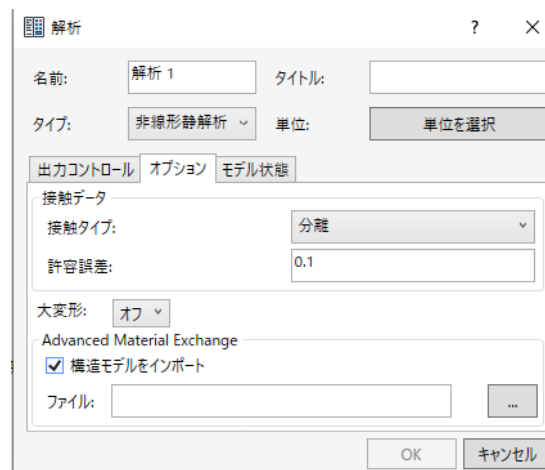 解析
?
名前: 解析 1 タイトル:
タイプ: 非線形静解析 単位: 単位を選択
出力コントロール オプション モデル状態
接触データ
接触タイプ: 分離
許容誤差: 0.1
大変形: オフ
Advanced Material Exchange
構造モデルをインポート
ファイル: ...
OK キャンセル